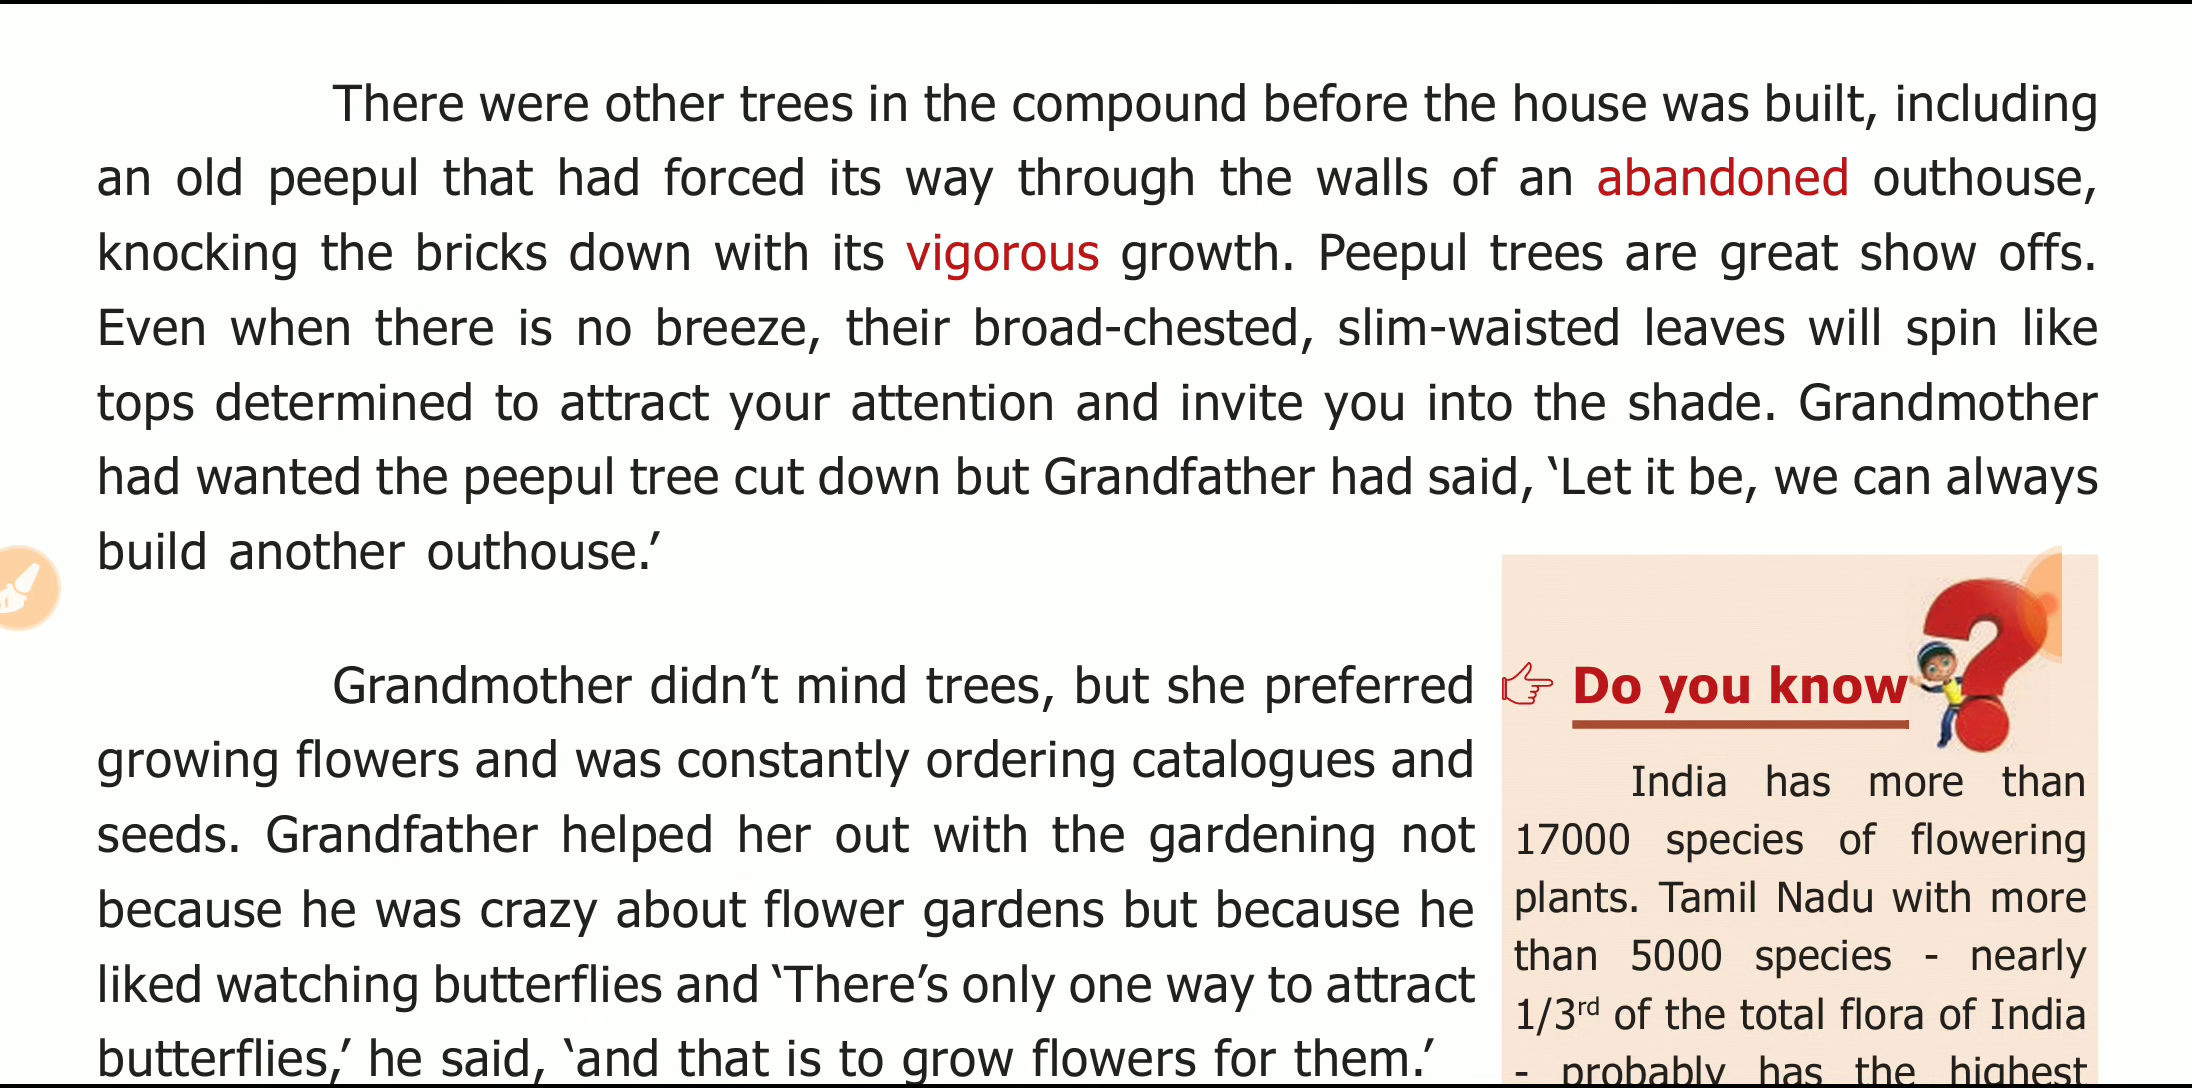 There were other trees in the compound before the house was built, including
an old peepul that had forced its way through the walls of an abandoned outhouse,
knocking the bricks down with its vigorous growth. Peepul trees are great show offs.
Even when there is no breeze, their broad-chested, slim-waisted leaves will spin like
tops determined to attract your attention and invite you into the shade. Grandmother
had wanted the peepul tree cut down but Grandfather had said, ‘Let it be, we can always
build another outhouse.’
Grandmother didn’t mind trees, but she preferred
growing flowers and was constantly ordering catalogues and
seeds. Grandfather helped her out with the gardening not
because he was crazy about flower gardens but because he
liked watching butterflies and ‘There’s only one way to attract
butterflies,’ he said, ‘and that is to grow flowers for them.’
Do you know
India has more than
17000 species of flowering
plants. Tamil Nadu with more
than 5000 species - nearly
1/3rd of the total flora of India
- probably has the highest